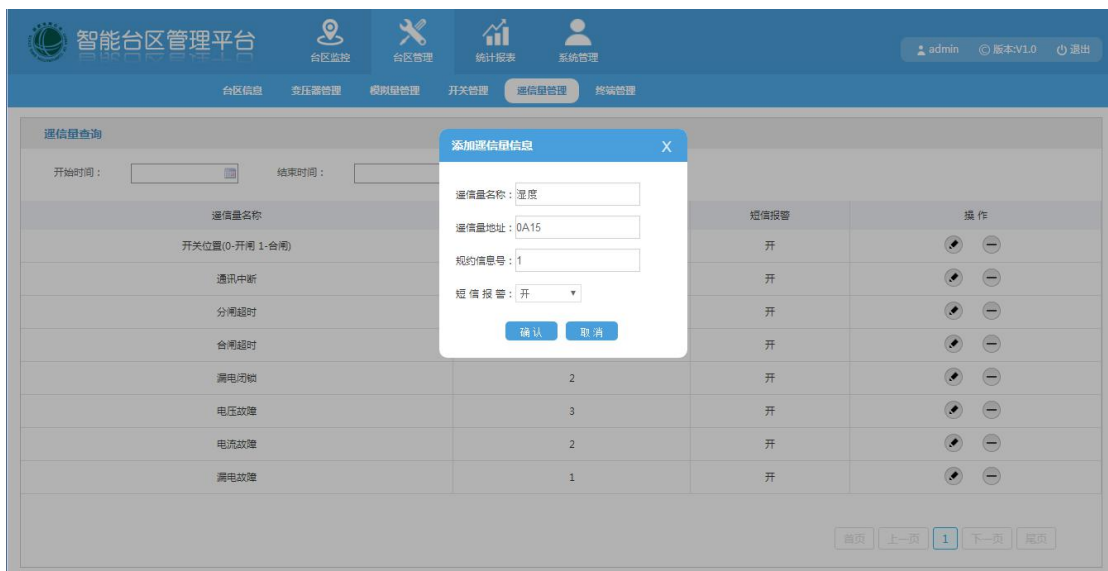 智能台区管理平台
台区监控 台区管理 统计报表 系统管理
admin © 版本:V1.0 退出
台区信息 变压器管理 模拟量管理 开关管理 遥信量管理 终端管理
遥信量查询
开始时间： 结束时间：
添加遥信量信息 X
遥信量名称：湿度
遥信量地址：0A15
规约信息号：1
短信报警：开
确认 取消
遥信量名称 短信报警 操作
开关位置(0-开闸 1-合闸) 开
通讯中断 开
分闸超时 开
合闸超时 开
漏电闭锁 2 开
电压故障 3 开
电流故障 2 开
漏电故障 1 开
首页 上一页 1 下一页 尾页